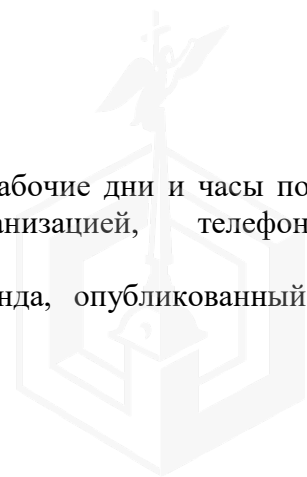 абочие дни и часы по
анизацией, телефон
нда, опубликованный